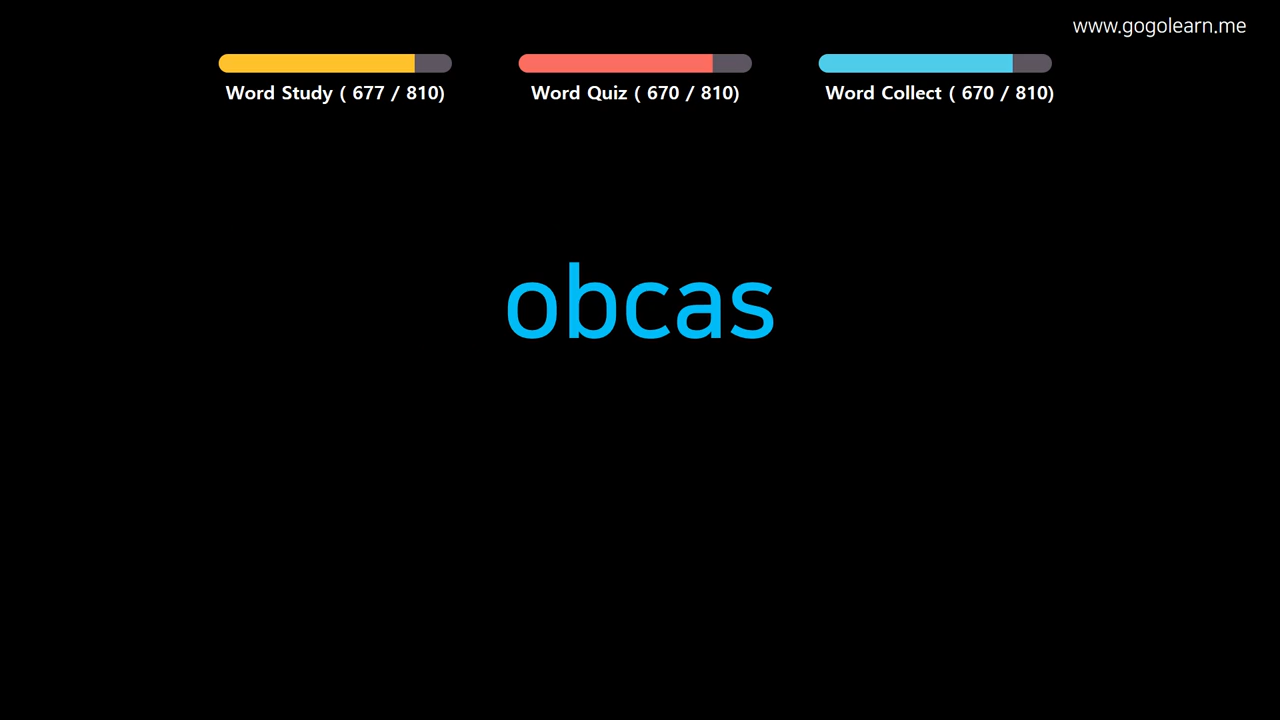 www.gogolearn.me
Word Study ( 677 / 810)
Word Quiz ( 670 / 810)
Word Collect ( 670 / 810)
obcas